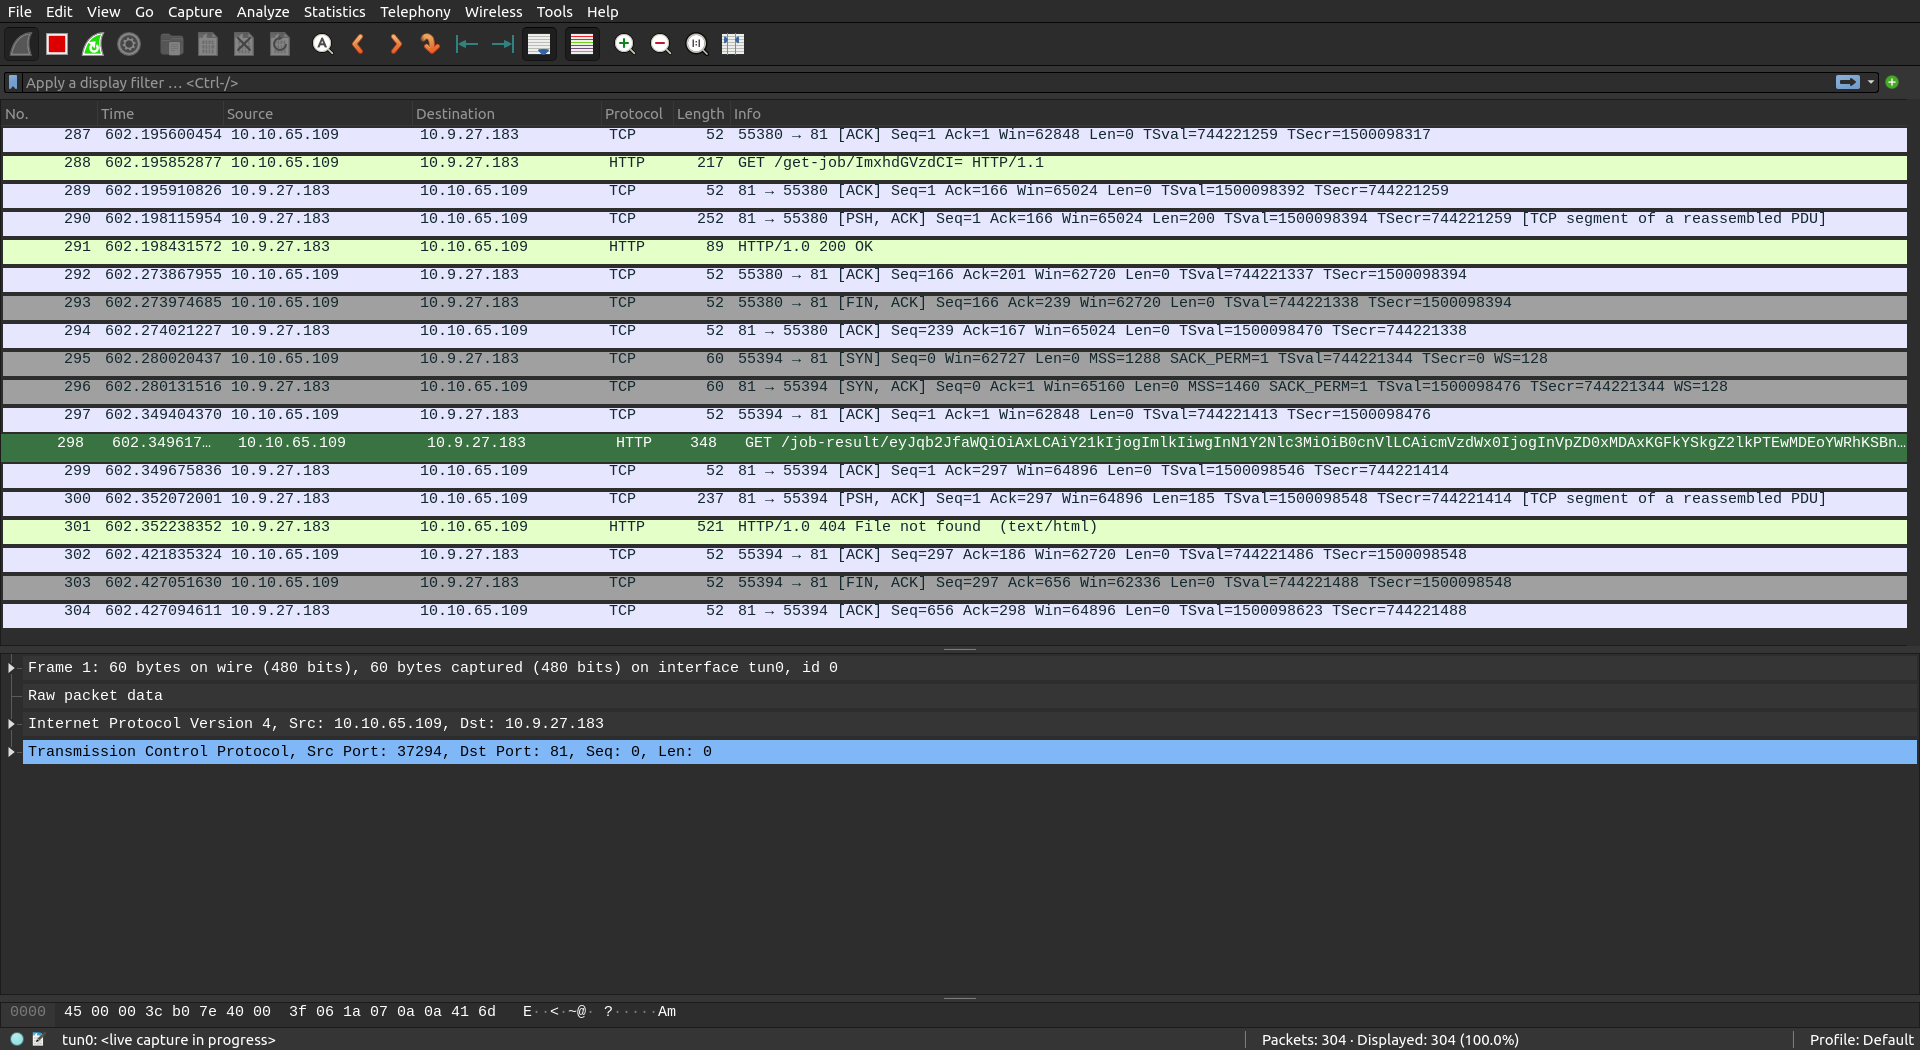 File Edit View Go Capture Analyze Statistics Telephony Wireless Tools Help
Apply a display filter … <Ctrl-/>
No. Time Source Destination Protocol Length Info
287 602.195600454 10.10.65.109 10.9.27.183 TCP 52 55380 → 81 [ACK] Seq=1 Ack=1 Win=62848 Len=0 TSval=744221259 TSecr=1500098317
288 602.195852877 10.10.65.109 10.9.27.183 HTTP 217 GET /get-job/ImxhdGVzdCI= HTTP/1.1
289 602.195910826 10.9.27.183 10.10.65.109 TCP 52 81 → 55380 [ACK] Seq=1 Ack=166 Win=65024 Len=0 TSval=1500098392 TSecr=744221259
290 602.198115954 10.9.27.183 10.10.65.109 TCP 252 81 → 55380 [PSH, ACK] Seq=1 Ack=166 Win=65024 Len=200 TSval=1500098394 TSecr=744221259 [TCP segment of a reassembled PDU]
291 602.198431572 10.9.27.183 10.10.65.109 HTTP 89 HTTP/1.0 200 OK
292 602.273867955 10.10.65.109 10.9.27.183 TCP 52 55380 → 81 [ACK] Seq=166 Ack=201 Win=62720 Len=0 TSval=744221337 TSecr=1500098394
293 602.273974685 10.10.65.109 10.9.27.183 TCP 52 55380 → 81 [FIN, ACK] Seq=166 Ack=239 Win=62720 Len=0 TSval=744221338 TSecr=1500098394
294 602.274021227 10.9.27.183 10.10.65.109 TCP 52 81 → 55380 [ACK] Seq=239 Ack=167 Win=65024 Len=0 TSval=1500098470 TSecr=744221338
295 602.280020437 10.10.65.109 10.9.27.183 TCP 60 55394 → 81 [SYN] Seq=0 Win=62727 Len=0 MSS=1288 SACK_PERM=1 TSval=744221344 TSecr=0 WS=128
296 602.280131516 10.9.27.183 10.10.65.109 TCP 60 81 → 55394 [SYN, ACK] Seq=0 Ack=1 Win=65160 Len=0 MSS=1460 SACK_PERM=1 TSval=1500098476 TSecr=744221344 WS=128
297 602.349404370 10.10.65.109 10.9.27.183 TCP 52 55394 → 81 [ACK] Seq=1 Ack=1 Win=62848 Len=0 TSval=744221413 TSecr=1500098476
298 602.349617… 10.10.65.109 10.9.27.183 HTTP 348 GET /job-result/eyJqb2JfaWQiOiAxLCAiY21kIjogImlkIiwgInN1Y2Nlc3MiOiB0cnVlLCAicmVzdWx0IjogInVpZD0xMDAxKGFkYSkgZ2lkPTEwMDEoYWRhKSBn…
299 602.349675836 10.9.27.183 10.10.65.109 TCP 52 81 → 55394 [ACK] Seq=1 Ack=297 Win=64896 Len=0 TSval=1500098546 TSecr=744221414
300 602.352072001 10.9.27.183 10.10.65.109 TCP 237 81 → 55394 [PSH, ACK] Seq=1 Ack=297 Win=64896 Len=185 TSval=1500098548 TSecr=744221414 [TCP segment of a reassembled PDU]
301 602.352238352 10.9.27.183 10.10.65.109 HTTP 521 HTTP/1.0 404 File not found (text/html)
302 602.421835324 10.10.65.109 10.9.27.183 TCP 52 55394 → 81 [ACK] Seq=297 Ack=186 Win=62720 Len=0 TSval=744221486 TSecr=1500098548
303 602.427051630 10.10.65.109 10.9.27.183 TCP 52 55394 → 81 [FIN, ACK] Seq=297 Ack=656 Win=62336 Len=0 TSval=744221488 TSecr=1500098548
304 602.427094611 10.9.27.183 10.10.65.109 TCP 52 81 → 55394 [ACK] Seq=656 Ack=298 Win=64896 Len=0 TSval=1500098623 TSecr=744221488
Frame 1: 60 bytes on wire (480 bits), 60 bytes captured (480 bits) on interface tun0, id 0
Raw packet data
Internet Protocol Version 4, Src: 10.10.65.109, Dst: 10.9.27.183
Transmission Control Protocol, Src Port: 37294, Dst Port: 81, Seq: 0, Len: 0
0000 45 00 00 3c b0 7e 40 00 3f 06 1a 07 0a 0a 41 6d E··<·~@· ?·····Am
tun0: <live capture in progress> Packets: 304 · Displayed: 304 (100.0%) Profile: Default